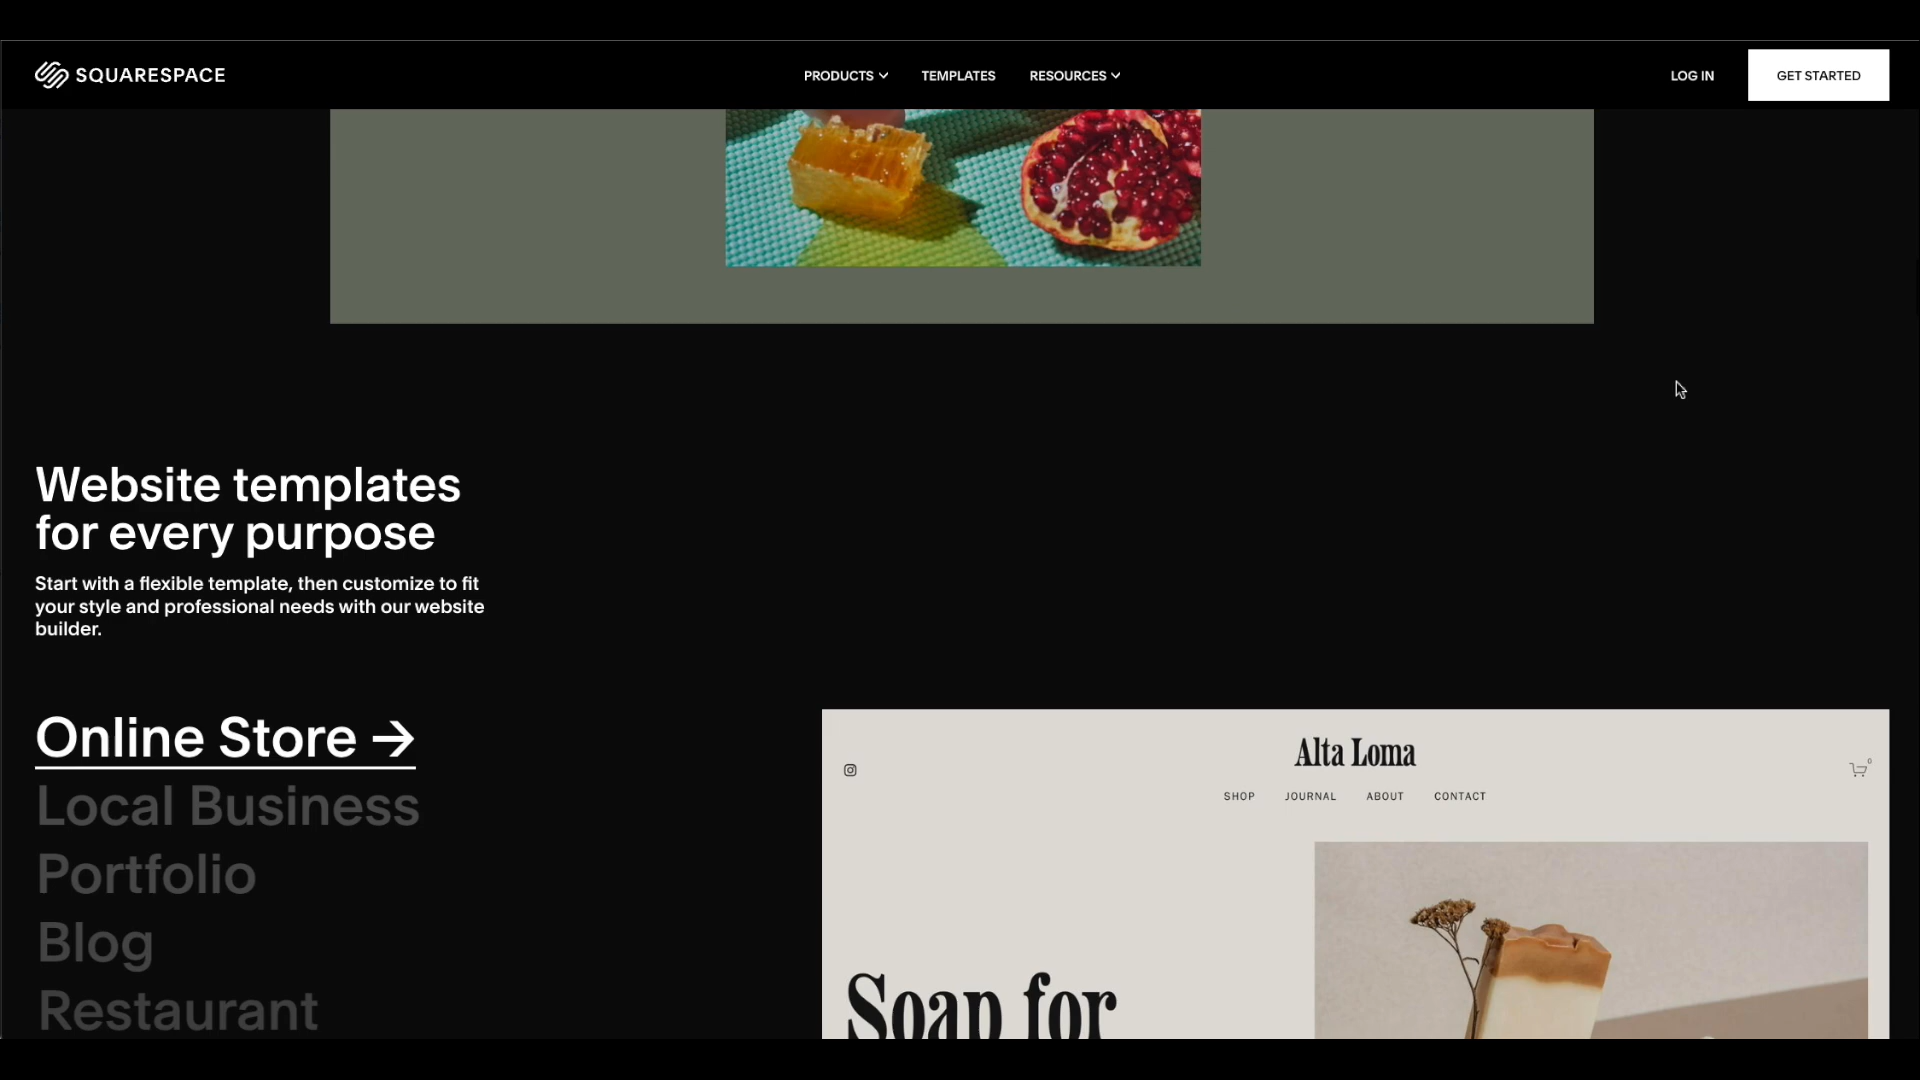 SQUARESPACE
PRODUCTS
TEMPLATES
RESOURCES
LOG IN
GET STARTED
Website templates
for every purpose
Start with a flexible template, then customize to fit
your style and professional needs with our website
builder.
Online Store →
Local Business
Portfolio
Blog
Restaurant
Alta Loma
0
SHOP
JOURNAL
ABOUT
CONTACT
Soap for